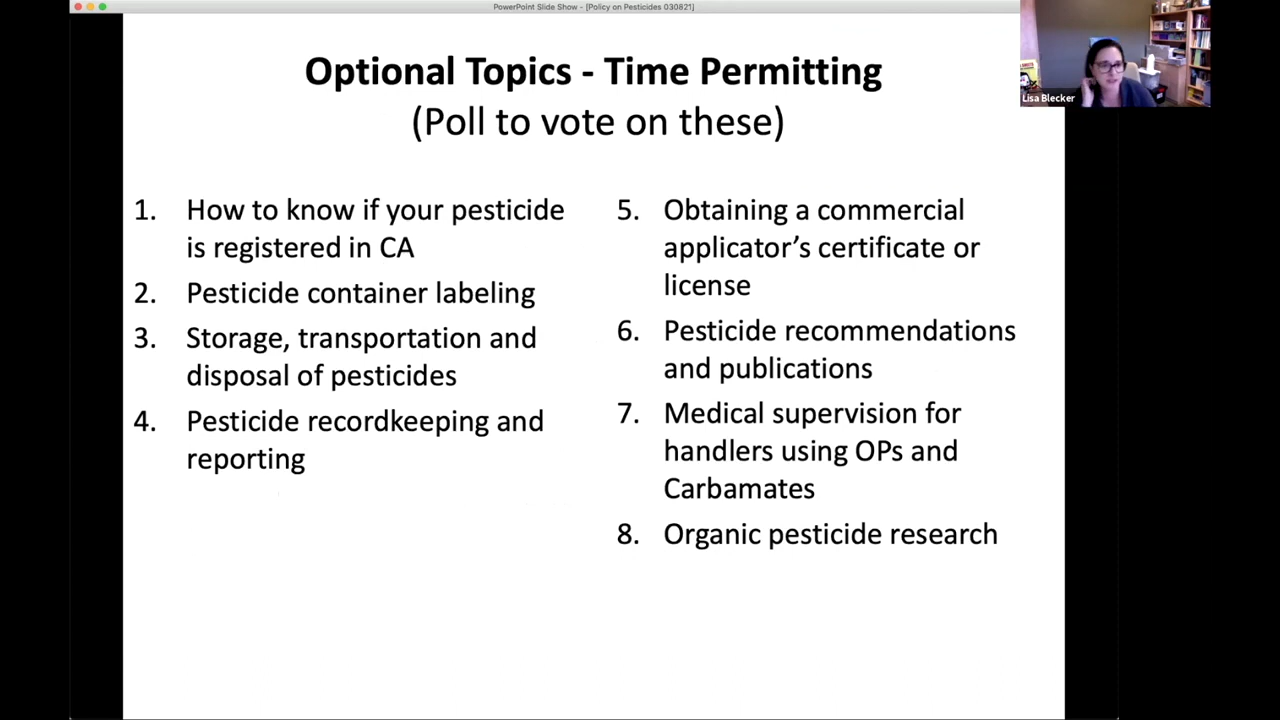 PowerPoint Slide Show - [Policy on Pesticides 030821]
Optional Topics - Time Permitting
(Poll to vote on these)
1. How to know if your pesticide
is registered in CA
2. Pesticide container labeling
3. Storage, transportation and
disposal of pesticides
4. Pesticide recordkeeping and
reporting
5. Obtaining a commercial
applicator’s certificate or
license
6. Pesticide recommendations
and publications
7. Medical supervision for
handlers using OPs and
Carbamates
8. Organic pesticide research
Lisa Blecker